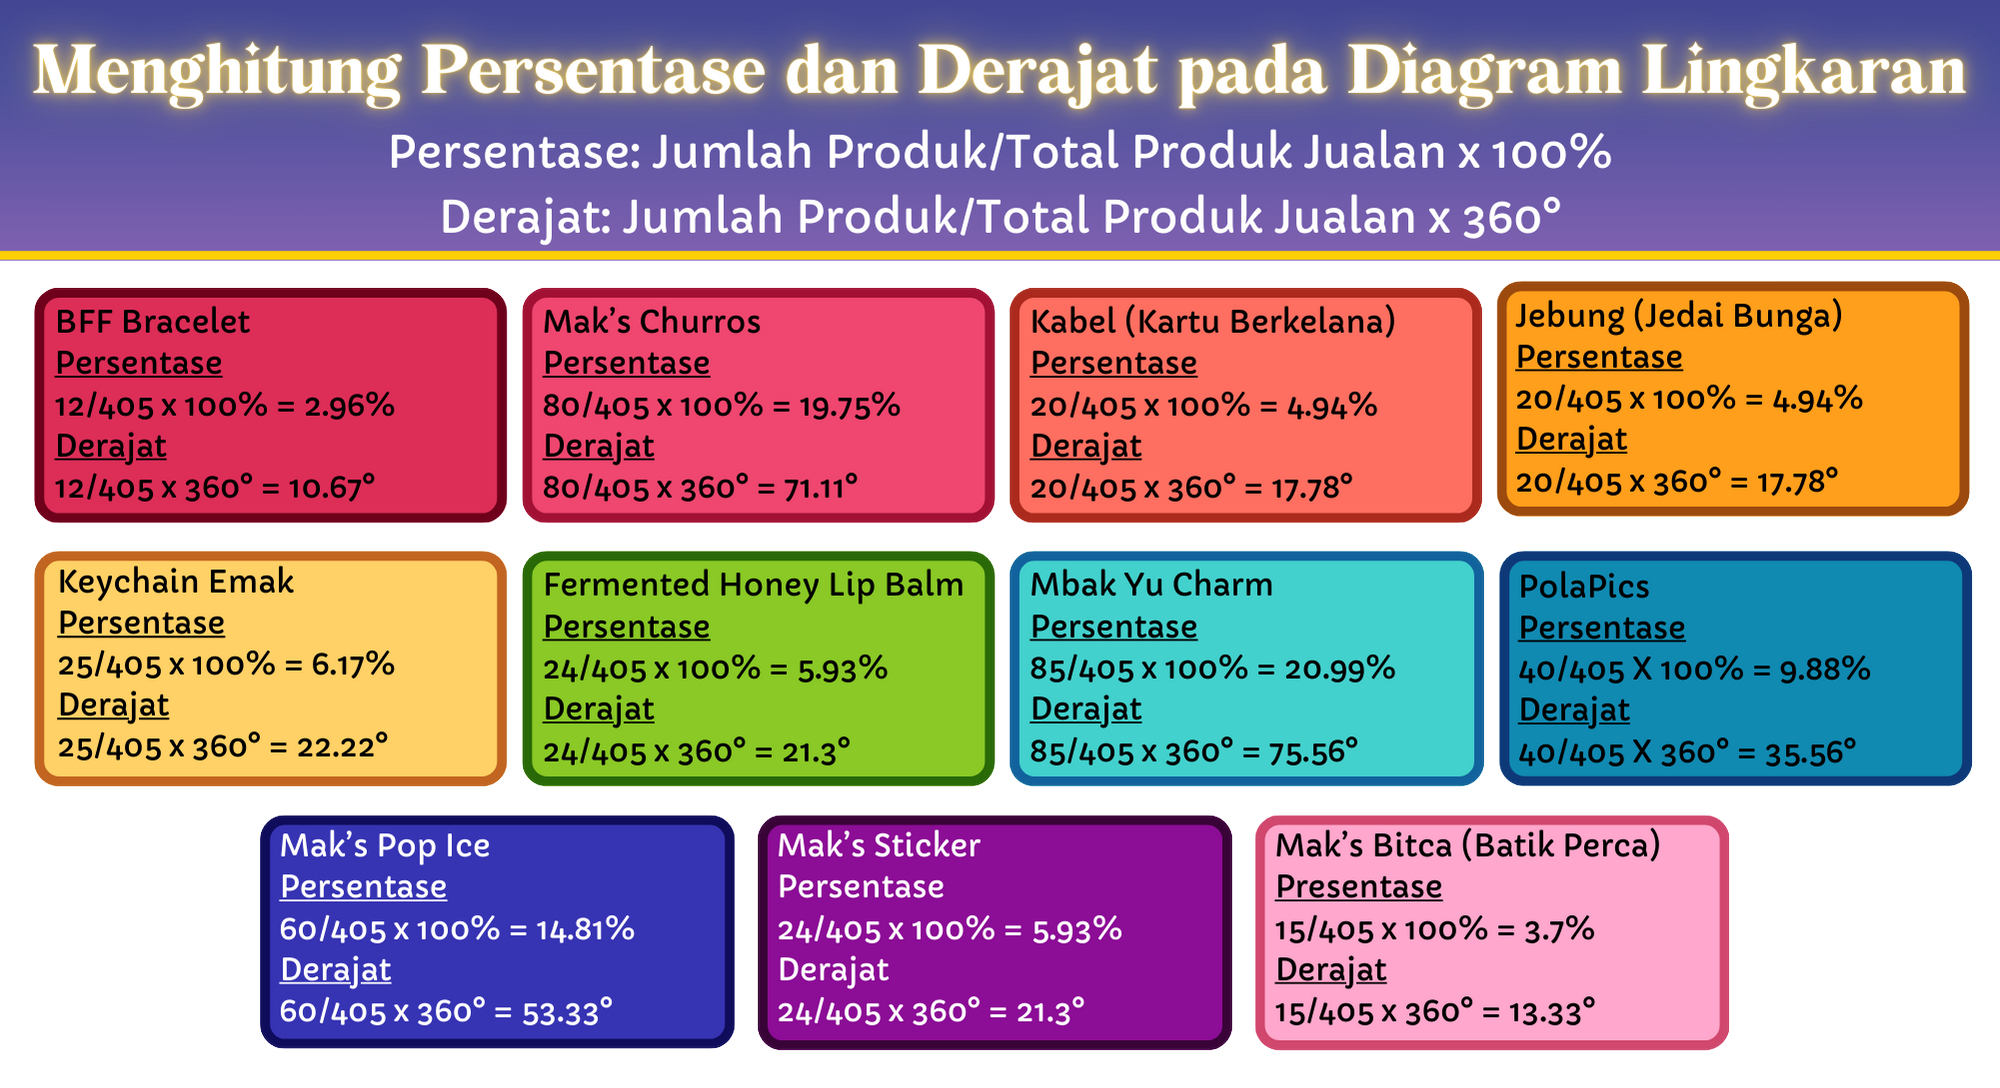 Menghitung Persentase dan Derajat pada Diagram Lingkaran
Persentase: Jumlah Produk/Total Produk Jualan x 100%
Derajat: Jumlah Produk/Total Produk Jualan x 360°
BFF Bracelet
Persentase
12/405 x 100% = 2.96%
Derajat
12/405 x 360° = 10.67°
Mak’s Churros
Persentase
80/405 x 100% = 19.75%
Derajat
80/405 x 360° = 71.11°
Kabel (Kartu Berkelana)
Persentase
20/405 x 100% = 4.94%
Derajat
20/405 x 360° = 17.78°
Jebung (Jedai Bunga)
Persentase
20/405 x 100% = 4.94%
Derajat
20/405 x 360° = 17.78°
Keychain Emak
Persentase
25/405 x 100% = 6.17%
Derajat
25/405 x 360° = 22.22°
Fermented Honey Lip Balm
Persentase
24/405 x 100% = 5.93%
Derajat
24/405 x 360° = 21.3°
Mbak Yu Charm
Persentase
85/405 x 100% = 20.99%
Derajat
85/405 x 360° = 75.56°
PolaPics
Persentase
40/405 X 100% = 9.88%
Derajat
40/405 X 360° = 35.56°
Mak’s Pop Ice
Persentase
60/405 x 100% = 14.81%
Derajat
60/405 x 360° = 53.33°
Mak’s Sticker
Persentase
24/405 x 100% = 5.93%
Derajat
24/405 x 360° = 21.3°
Mak’s Bitca (Batik Perca)
Presentase
15/405 x 100% = 3.7%
Derajat
15/405 x 360° = 13.33°